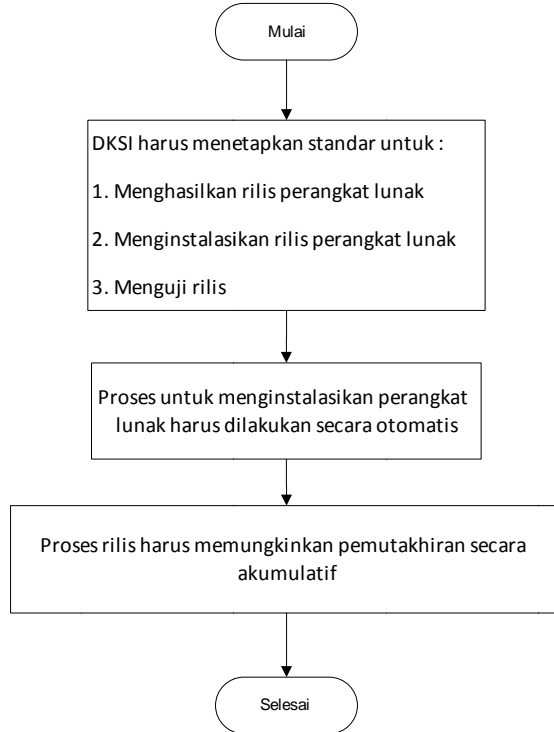 Mulai
DKSI harus menetapkan standar untuk :
1. Menghasilkan rilis perangkat lunak
2. Menginstalasikan rilis perangkat lunak
3. Menguji rilis
Proses untuk menginstalasikan perangkat
lunak harus dilakukan secara otomatis
Proses rilis harus memungkinkan pemutakhiran secara
akumulatif
Selesai